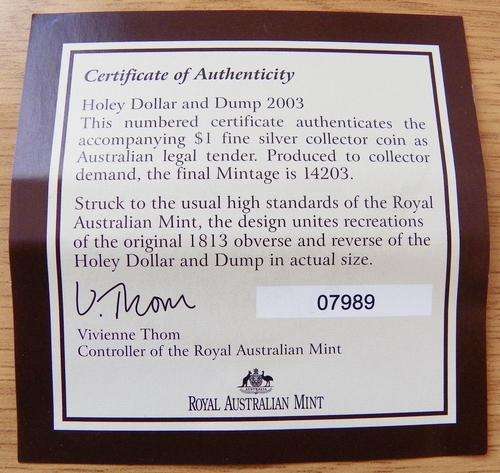 Certificate of Authenticity
Holey Dollar and Dump 2003
This numbered certificate authenticates the
accompanying $1 fine silver collector coin as
Australian legal tender. Produced to collector
demand, the final Mintage is 14203.
Struck to the usual high standards of the Royal
Australian Mint, the design unites recreations
of the original 1813 obverse and reverse of the
Holey Dollar and Dump in actual size.
V. Thom
07989
Vivienne Thom
Controller of the Royal Australian Mint
AUSTRALIA
ROYAL AUSTRALIAN MINT